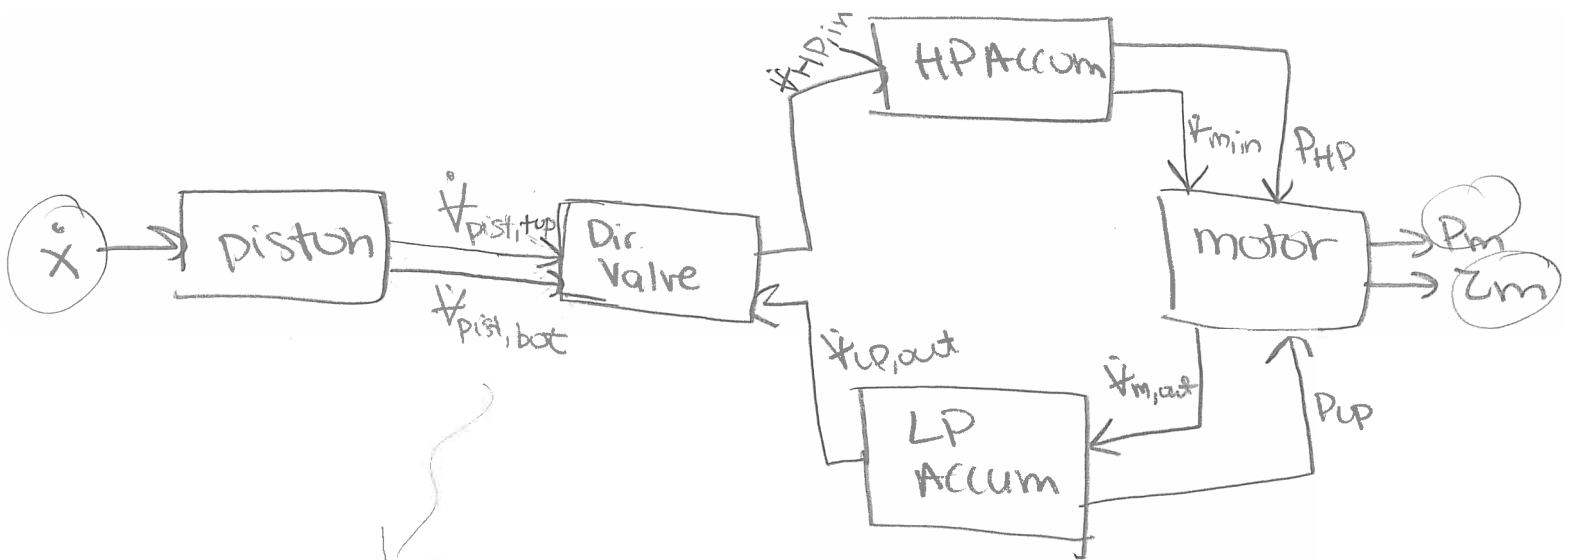 V̇HP,in
HP Accum
V̇m,in
PHP
Ẋ
piston
V̇pist,top
V̇pist,bot
Dir.
Valve
motor
Pm
τm
V̇LP,out
V̇m,out
LP
Accum
PLP